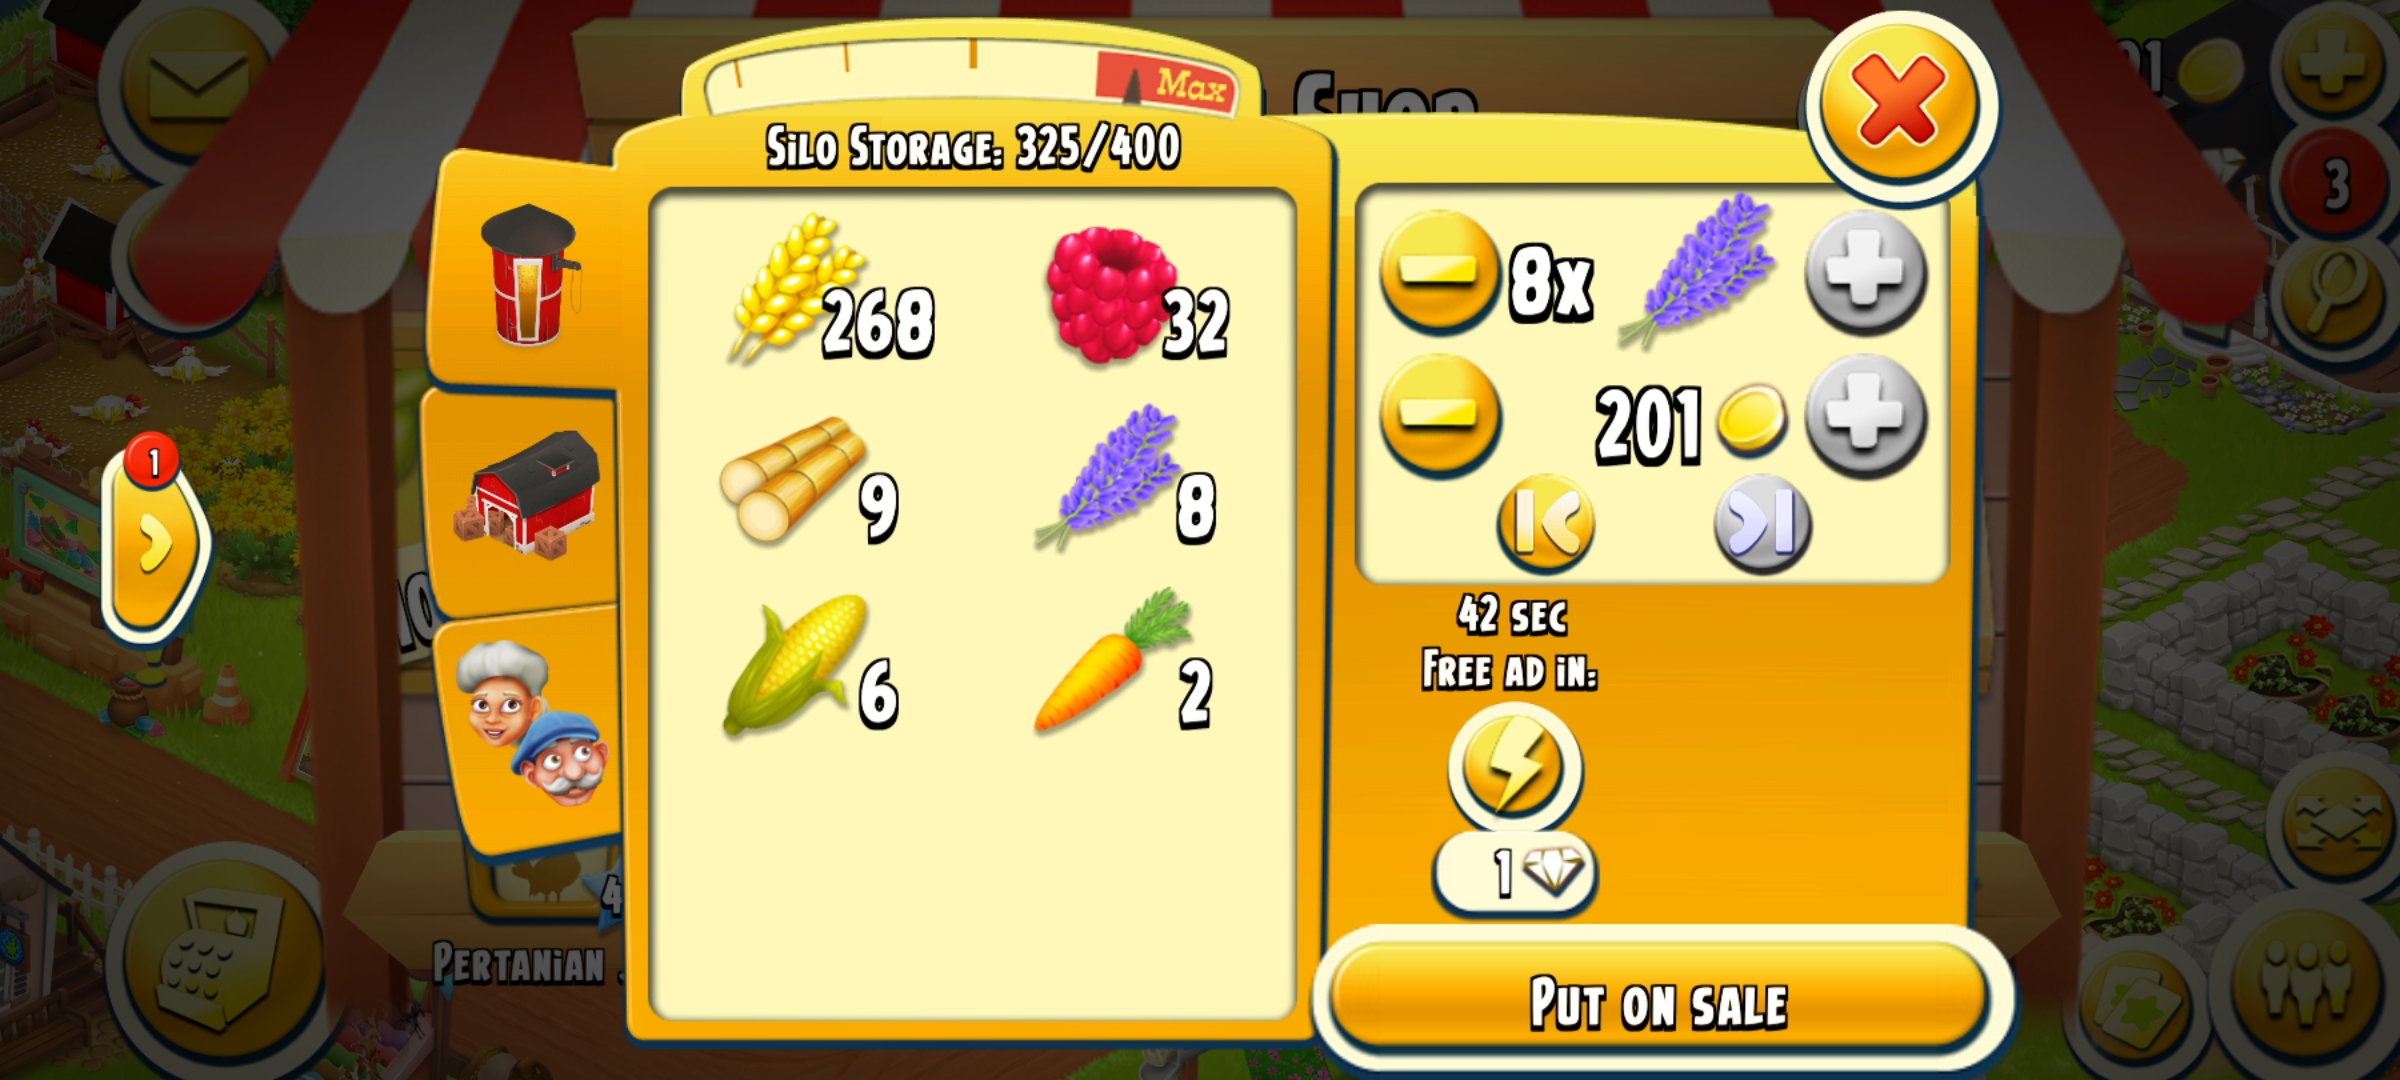 Max
Shop
Silo Storage: 325/400
268
32
8x
201
9
8
1
6
2
3
42 sec
Free ad in:
1
Pertanian
Put on sale